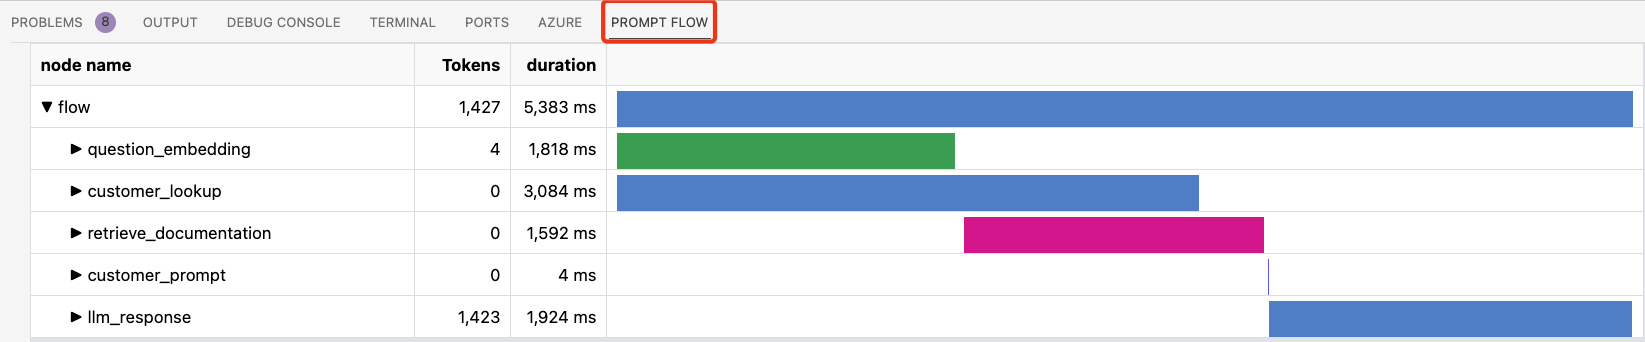 PROBLEMS 8 OUTPUT DEBUG CONSOLE TERMINAL PORTS AZURE PROMPT FLOW
node name Tokens duration
flow 1,427 5,383 ms
question_embedding 4 1,818 ms
customer_lookup 0 3,084 ms
retrieve_documentation 0 1,592 ms
customer_prompt 0 4 ms
llm_response 1,423 1,924 ms